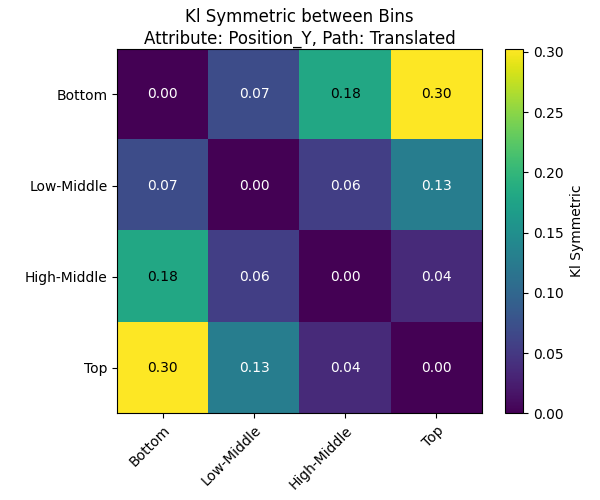 Kl Symmetric between Bins
Attribute: Position_Y, Path: Translated
Bottom 0.00 0.07 0.18 0.30
Low-Middle 0.07 0.00 0.06 0.13
High-Middle 0.18 0.06 0.00 0.04
Top 0.30 0.13 0.04 0.00
Bottom Low-Middle High-Middle Top
0.30
0.25
0.20
0.15
0.10
0.05
0.00
Kl Symmetric